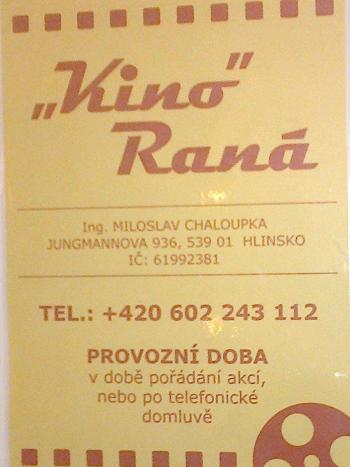 „Kino“
Raná
Ing. MILOSLAV CHALOUPKA
JUNGMANNOVA 936, 539 01 HLINSKO
IČ: 61992381
TEL.: +420 602 243 112
PROVOZNÍ DOBA
v době pořádání akcí,
nebo po telefonické
domluvě